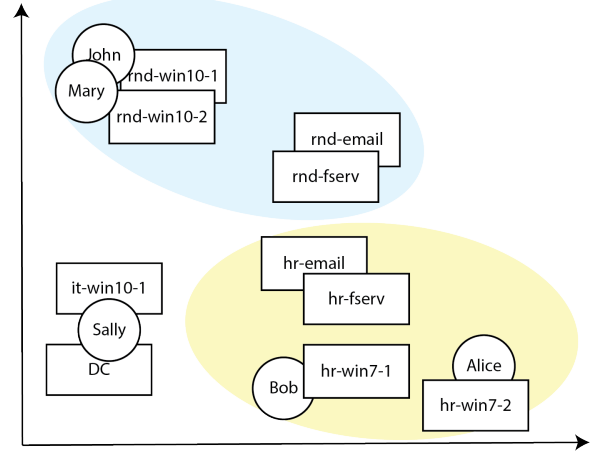 John
rnd-win10-1
Mary
rnd-win10-2
rnd-email
rnd-fserv
hr-email
it-win10-1
hr-fserv
Sally
DC
hr-win7-1
Alice
Bob
hr-win7-2